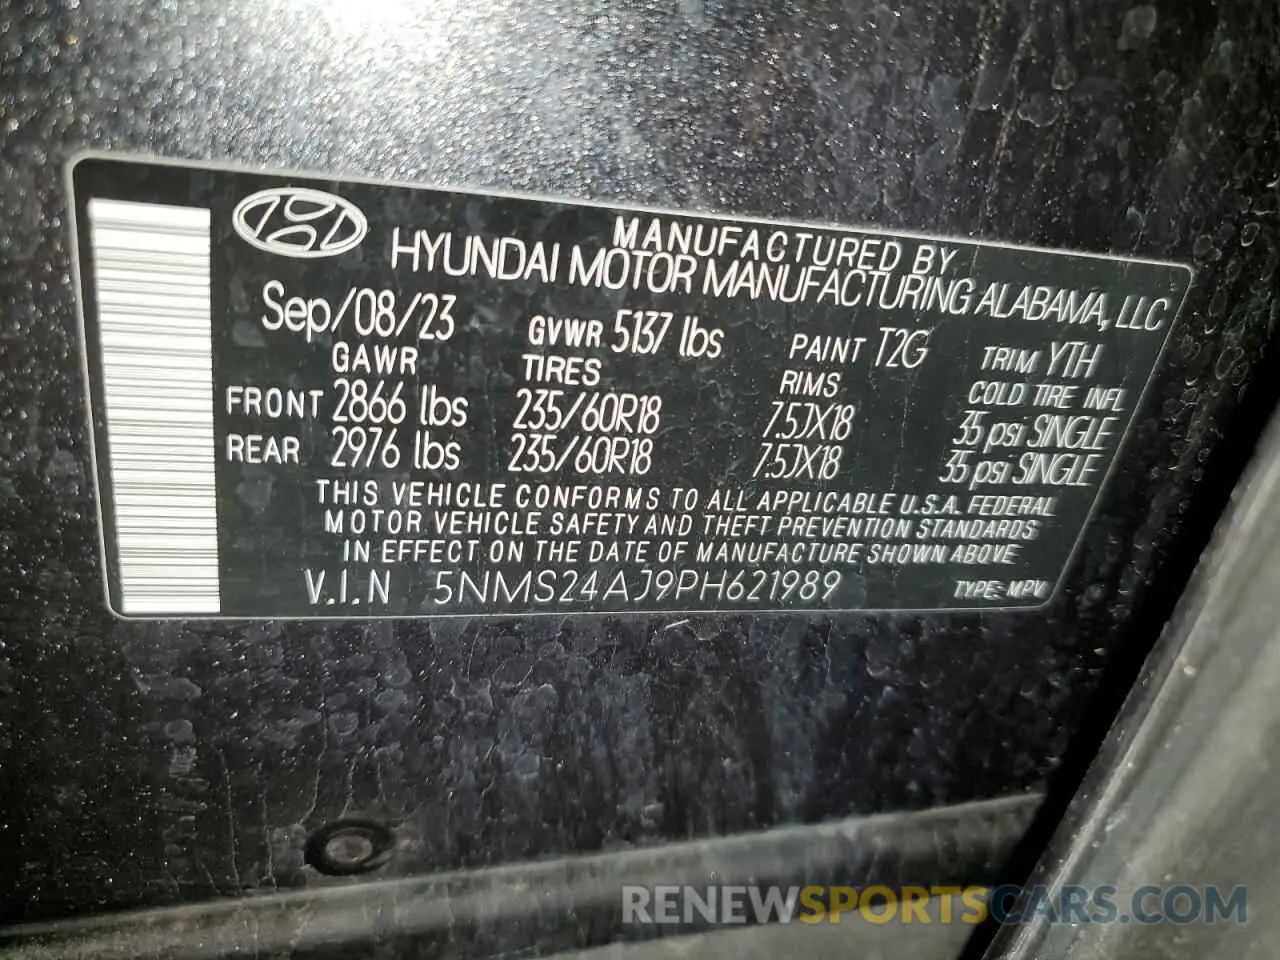 MANUFACTURED BY
HYUNDAI MOTOR MANUFACTURING ALABAMA, LLC
Sep/08/23 GVWR 5137 lbs PAINT T2G TRIM YTH
GAWR TIRES RIMS COLD TIRE INFL
FRONT 2866 lbs 235/60R18 7.5JX18 35 psi SINGLE
REAR 2976 lbs 235/60R18 7.5JX18 35 psi SINGLE
THIS VEHICLE CONFORMS TO ALL APPLICABLE U.S.A. FEDERAL
MOTOR VEHICLE SAFETY AND THEFT PREVENTION STANDARDS
IN EFFECT ON THE DATE OF MANUFACTURE SHOWN ABOVE
V.I.N 5NMS24AJ9PH621989 TYPE: MPV
RENEWSPORTSCARS.COM